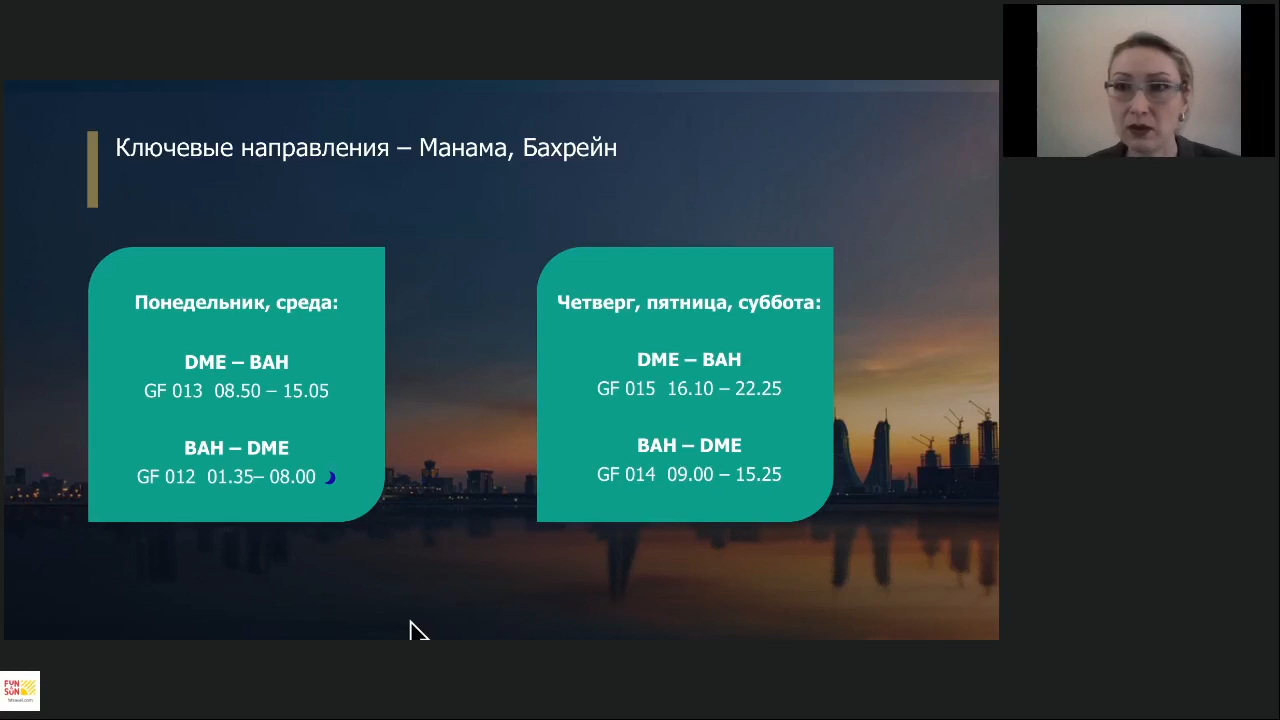 Ключевые направления – Манама, Бахрейн
Понедельник, среда:
DME – BAH
GF 013 08.50 – 15.05
BAH – DME
GF 012 01.35– 08.00
Четверг, пятница, суббота:
DME – BAH
GF 015 16.10 – 22.25
BAH – DME
GF 014 09.00 – 15.25
FUN
SUN